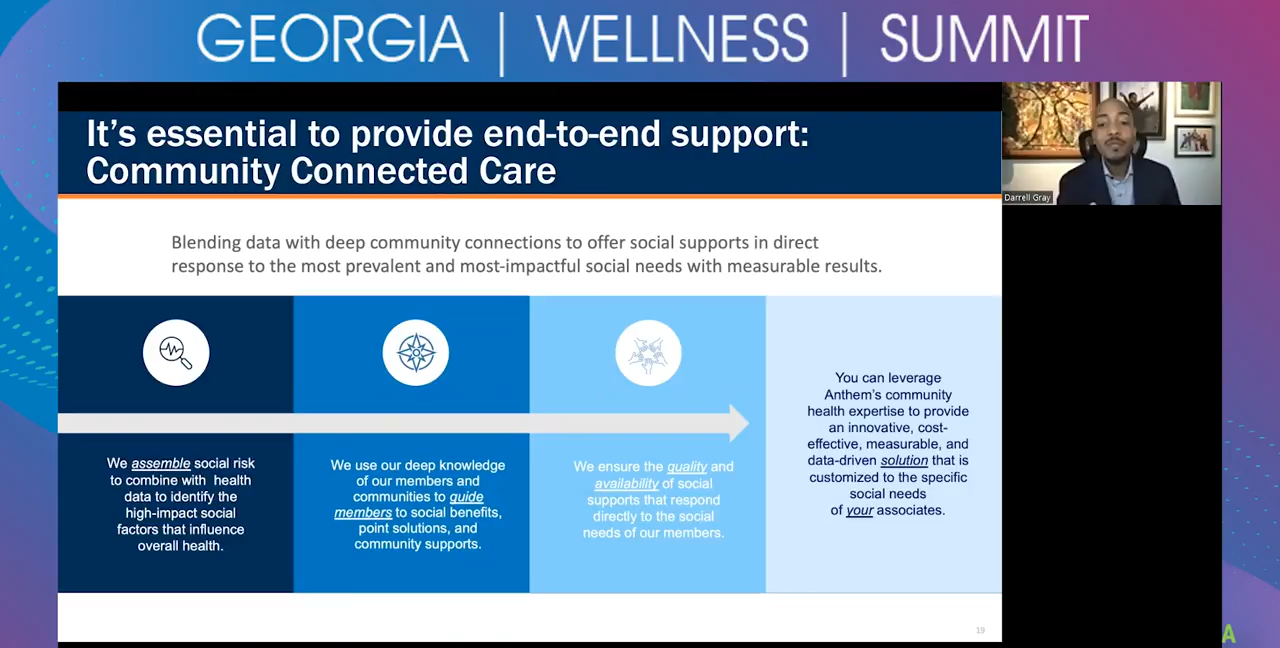 GEORGIA | WELLNESS | SUMMIT
It's essential to provide end-to-end support:
Community Connected Care
Darrell Gray
Blending data with deep community connections to offer social supports in direct
response to the most prevalent and most-impactful social needs with measurable results.
We assemble social risk
to combine with health
data to identify the
high-impact social
factors that influence
overall health.
We use our deep knowledge
of our members and
communities to guide
members to social benefits,
point solutions, and
community supports.
We ensure the quality and
availability of social
supports that respond
directly to the social
needs of our members.
You can leverage
Anthem's community
health expertise to provide
an innovative, cost-
effective, measurable, and
data-driven solution that is
customized to the specific
social needs
of your associates.
19
A